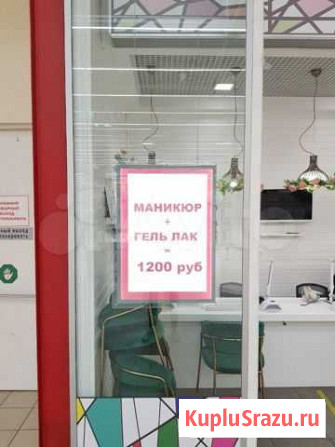 МАНИКЮР
+
ГЕЛЬ ЛАК
=
1200 руб
KupluSrazu.ru